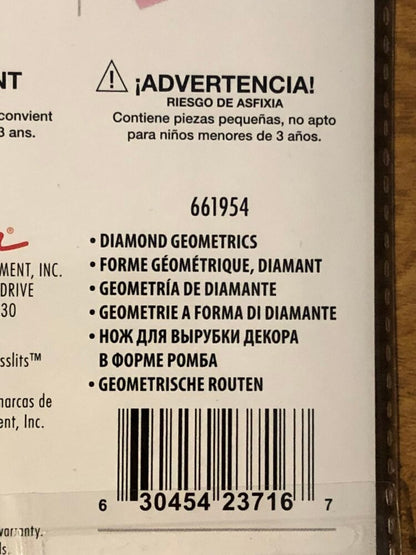 NT
convient
3 ans.
¡ADVERTENCIA!
RIESGO DE ASFIXIA
Contiene piezas pequeñas, no apto
para niños menores de 3 años.
661954
• DIAMOND GEOMETRICS
• FORME GÉOMÉTRIQUE, DIAMANT
• GEOMETRÍA DE DIAMANTE
• GEOMETRIE A FORMA DI DIAMANTE
• НОЖ ДЛЯ ВЫРУБКИ ДЕКОРА
В ФОРМЕ РОМБА
• GEOMETRISCHE ROUTEN
MENT, INC.
DRIVE
30
sslits™
marcas de
ent, Inc.
6 30454 23716 7
warranty.
ls.